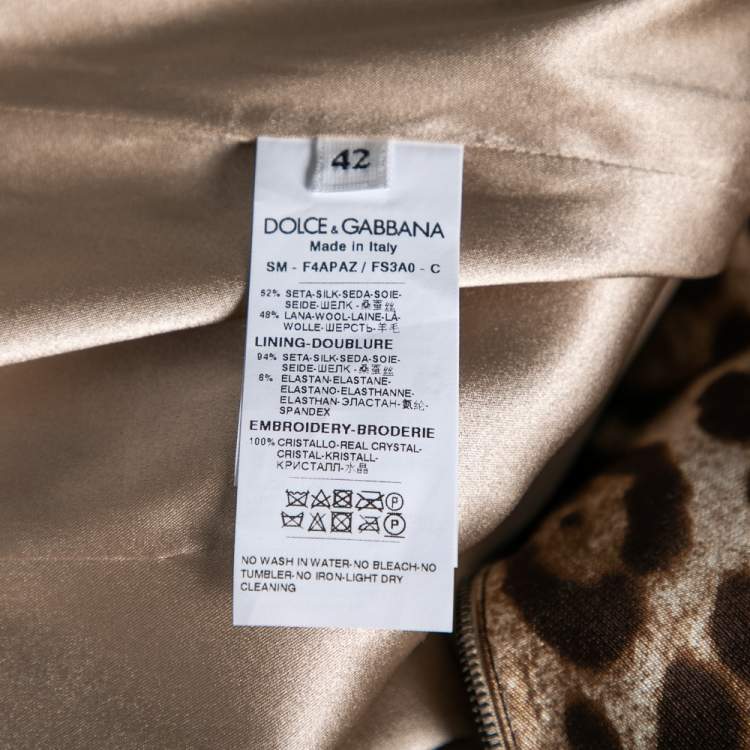 42
DOLCE & GABBANA
Made in Italy
SM - F4APAZ / FS3A0 - C
52% SETA-SILK-SEDA-SOIE-
SEIDE-ШЕЛК-桑蚕丝
48% LANA-WOOL-LAINE-LÃ-
WOLLE-ШЕРСТЬ-羊毛
LINING-DOUBLURE
94% SETA-SILK-SEDA-SOIE-
SEIDE-ШЕЛК-桑蚕丝
6% ELASTAN-ELASTANE-
ELASTANO-ELASTHANNE-
ELASTHAN-ЭЛАСТАН-氨纶-
SPANDEX
EMBROIDERY-BRODERIE
100% CRISTALLO-REAL CRYSTAL-
CRISTAL-KRISTALL-
КРИСТАЛЛ-水晶
P
P
NO WASH IN WATER-NO BLEACH-NO
TUMBLER-NO IRON-LIGHT DRY
CLEANING